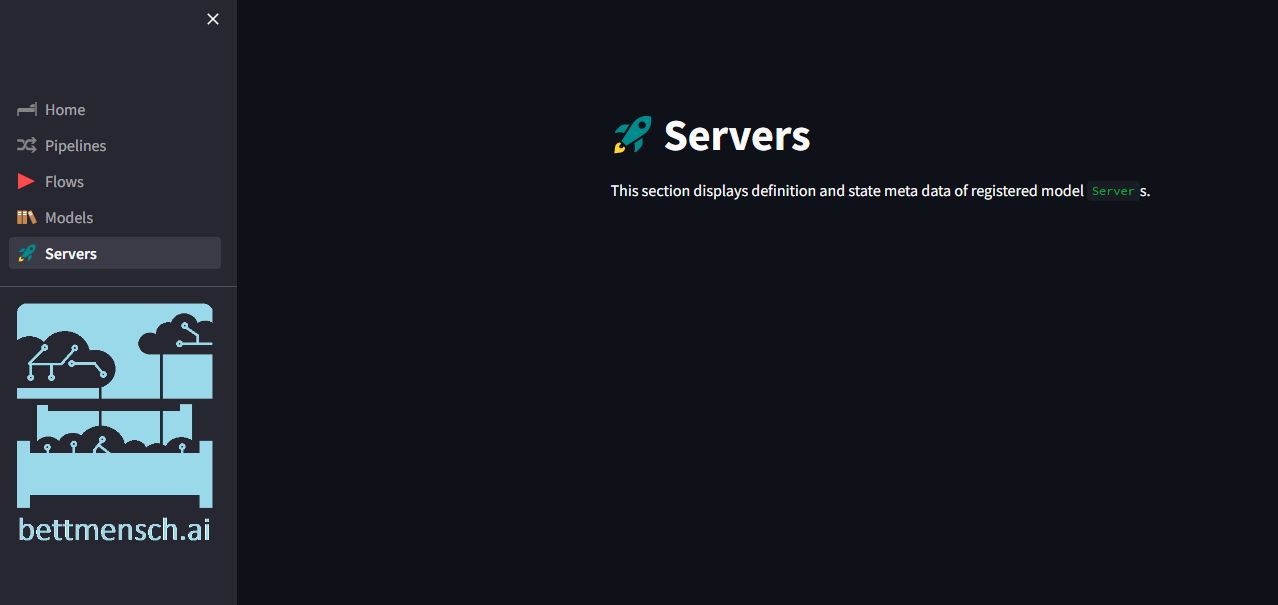 Home
Pipelines
Flows
Models
Servers
bettmensch.ai
Servers
This section displays definition and state meta data of registered model Servers.